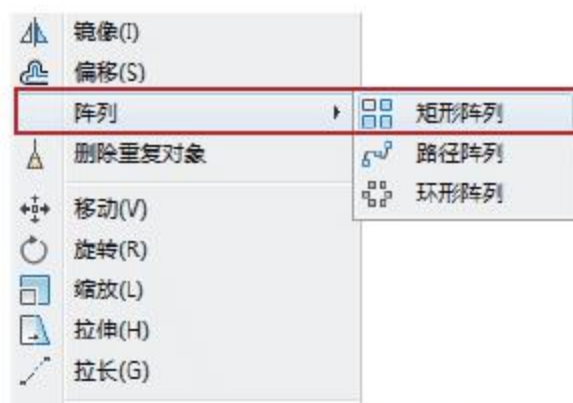 镜像(I)
偏移(S)
阵列
矩形阵列
删除重复对象
路径阵列
环形阵列
移动(V)
旋转(R)
缩放(L)
拉伸(H)
拉长(G)